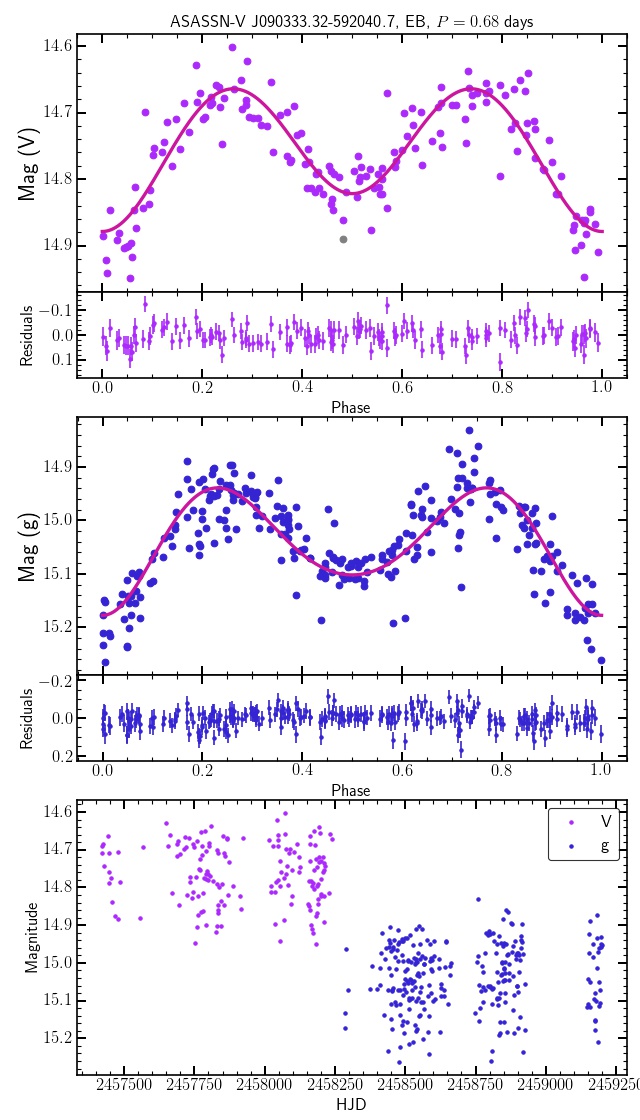 ASASSN-V J090333.32-592040.7, EB, P = 0.68 days
14.6
14.7
14.8
14.9
Mag (V)
−0.1
0.0
0.1
Residuals
0.0 0.2 0.4 0.6 0.8 1.0
Phase
14.9
15.0
15.1
15.2
Mag (g)
−0.2
0.0
0.2
Residuals
0.0 0.2 0.4 0.6 0.8 1.0
Phase
14.6
14.7
14.8
14.9
15.0
15.1
15.2
Magnitude
V
g
2457500 2457750 2458000 2458250 2458500 2458750 2459000 245925
HJD